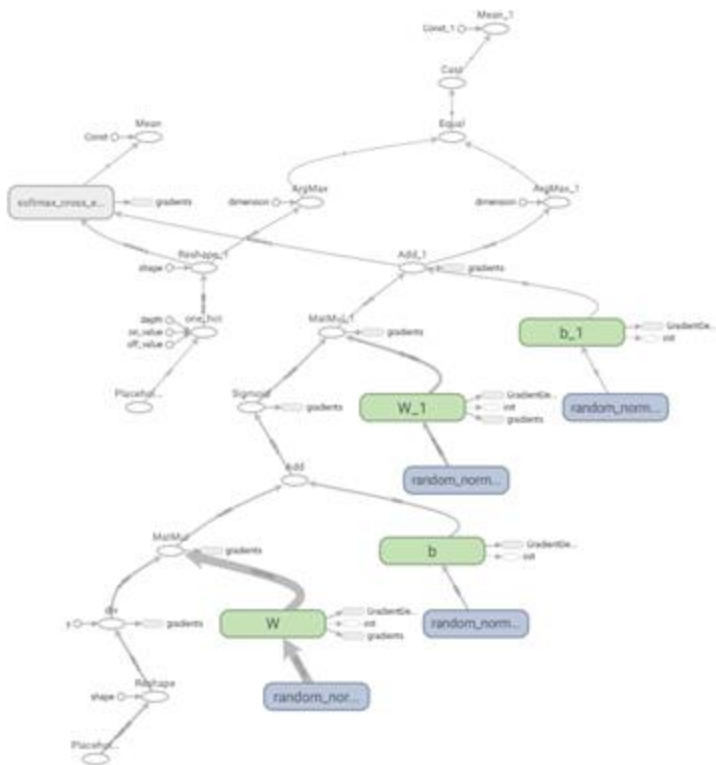 Mean_1
Const_1
Cast
Mean
Equal
Const
ArgMax
ArgMax_1
dimension
dimension
softmax_cross_e...
gradients
Reshape_1
Add_1
shape
gradients
depth
one_hot
MatMul_1
on_value
gradients
off_value
b_1
GradientDe...
init
Placehol...
Sigmoid
gradients
W_1
GradientDe...
init
gradients
random_norm...
random_norm...
Add
MatMul
gradients
b
GradientDe...
init
div
y
gradients
W
GradientDe...
init
gradients
random_norm...
Reshape
shape
random_nor...
Placehol...